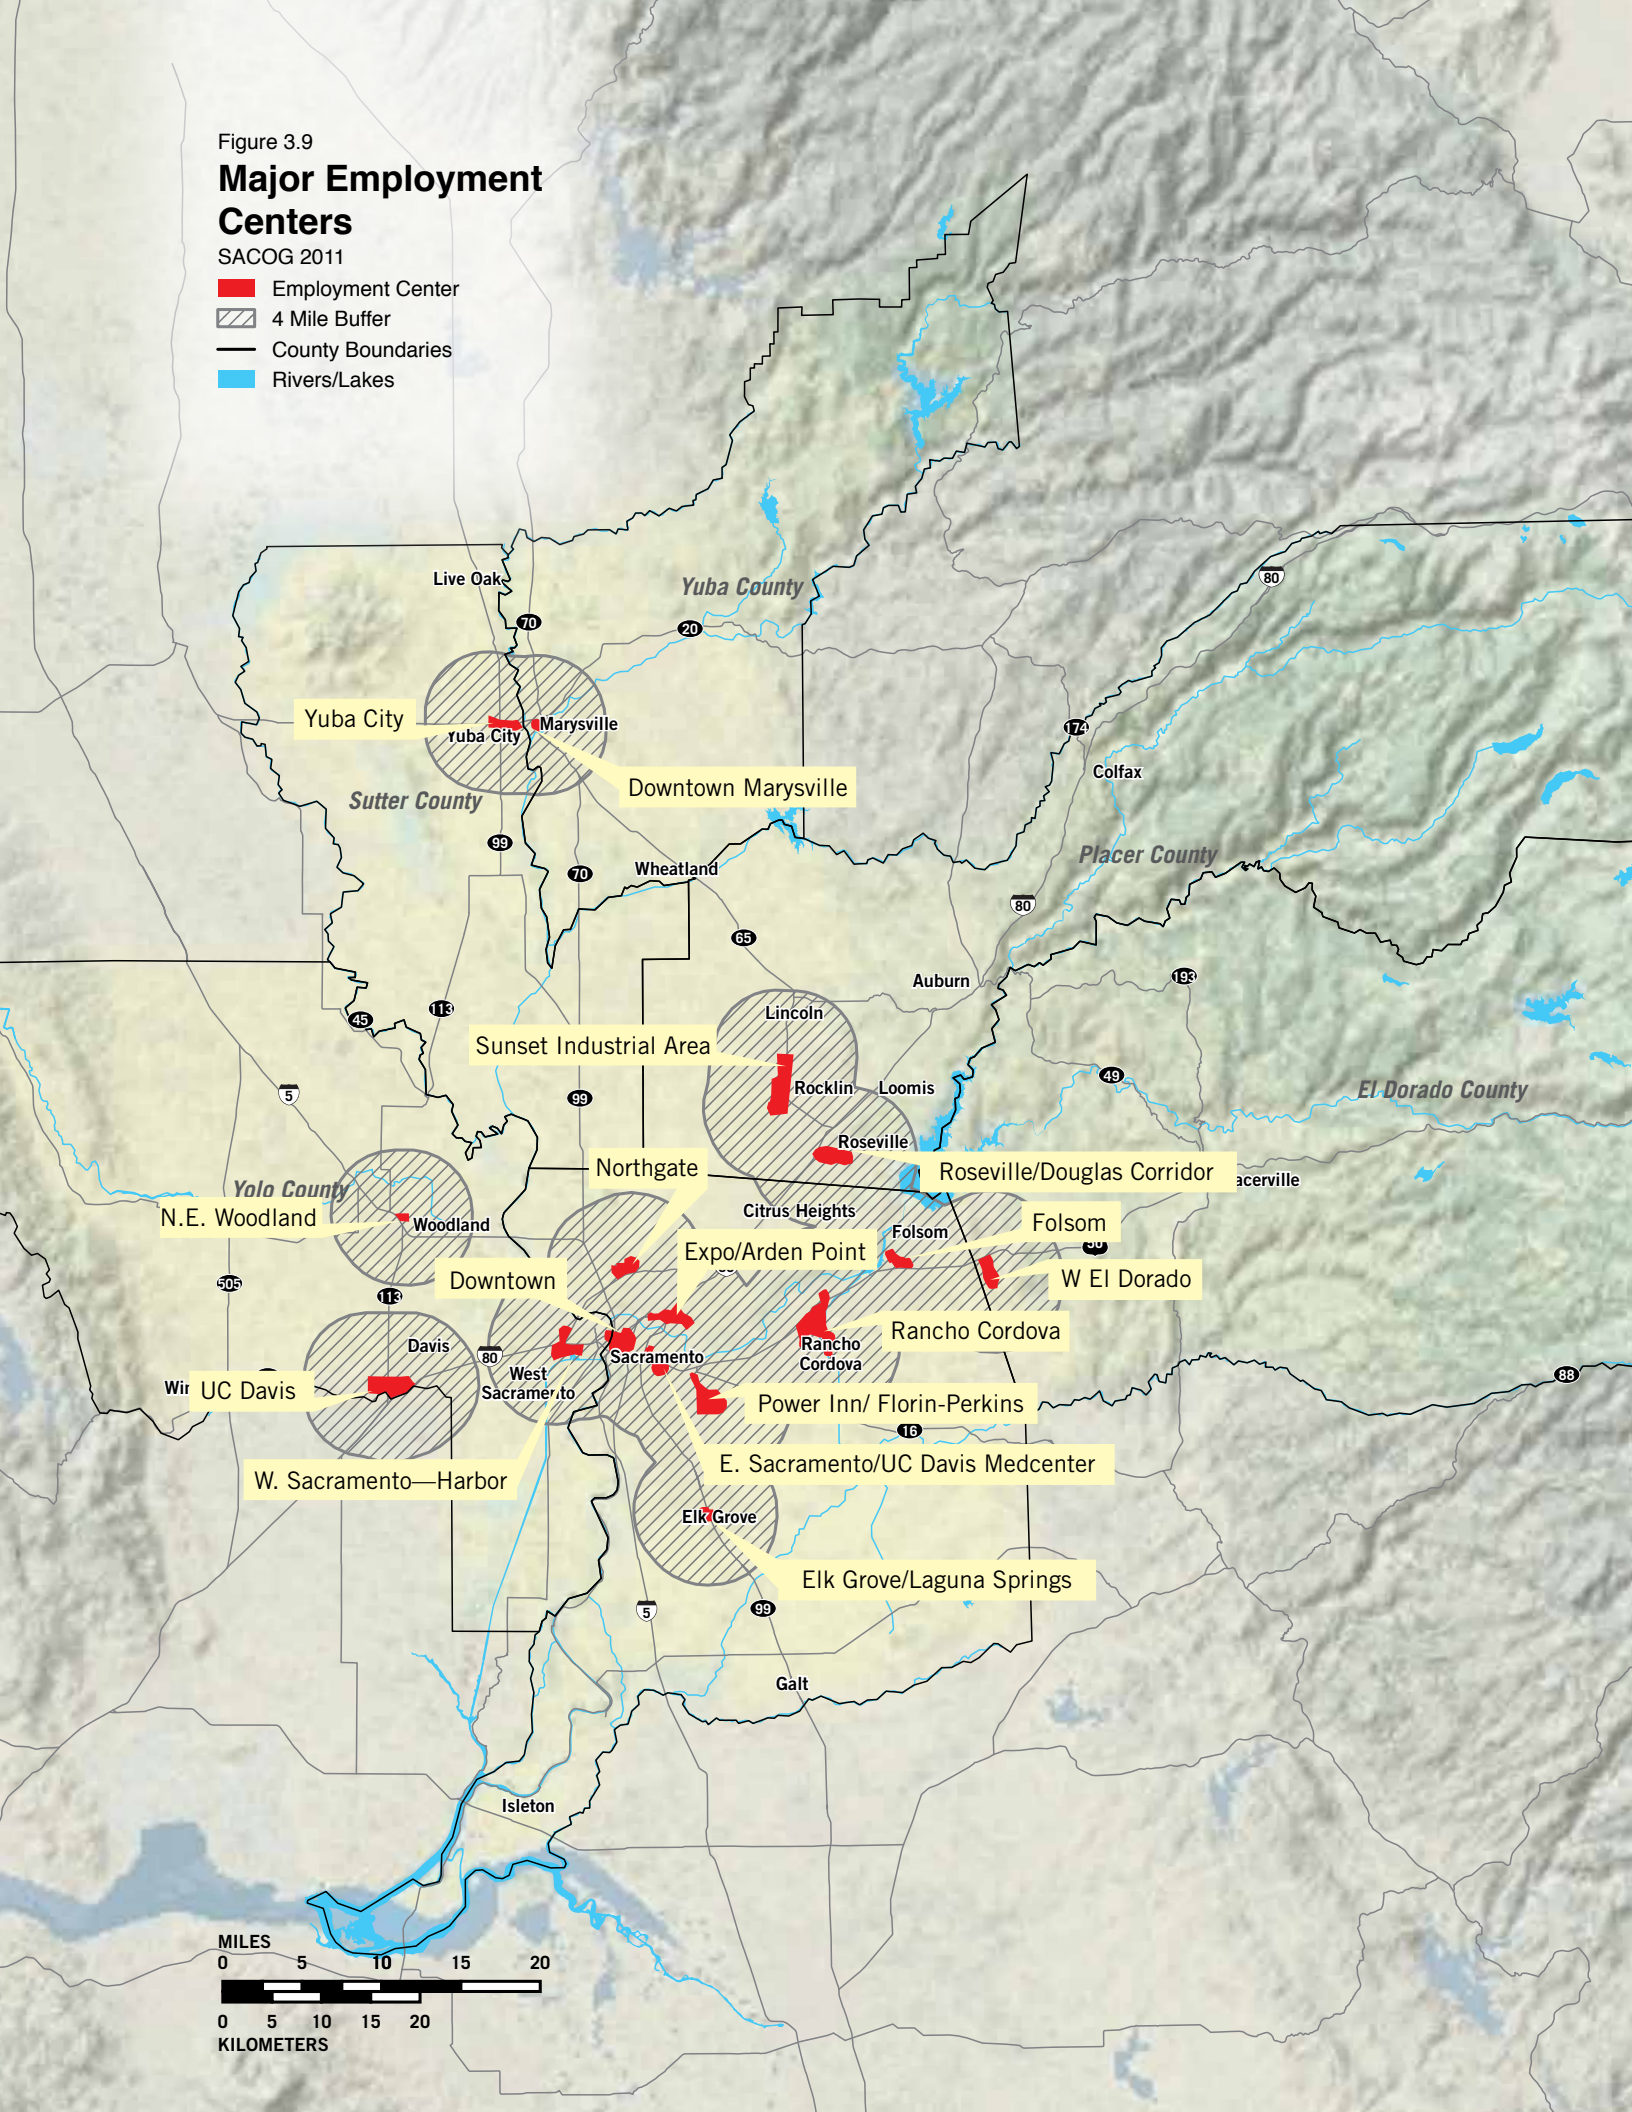 Figure 3.9
Major Employment
Centers
SACOG 2011
Employment Center
4 Mile Buffer
County Boundaries
Rivers/Lakes
80
Live Oak
Yuba County
70
20
Yuba City
Marysville
Yuba City
174
Colfax
Downtown Marysville
Sutter County
99
Placer County
70
Wheatland
80
65
Auburn
193
113
45
Lincoln
Sunset Industrial Area
49
Rocklin
Loomis
El Dorado County
5
99
Roseville
Northgate
Roseville/Douglas Corridor
acerville
Yolo County
N.E. Woodland
Woodland
Citrus Heights
Folsom
Folsom
50
Expo/Arden Point
Downtown
W El Dorado
505
113
Rancho Cordova
Davis
80
Sacramento
Rancho
Cordova
West
Sacramento
88
Win
UC Davis
Power Inn/ Florin-Perkins
16
E. Sacramento/UC Davis Medcenter
W. Sacramento—Harbor
Elk Grove
Elk Grove/Laguna Springs
5
99
Galt
Isleton
MILES
0 5 10 15 20
0 5 10 15 20
KILOMETERS